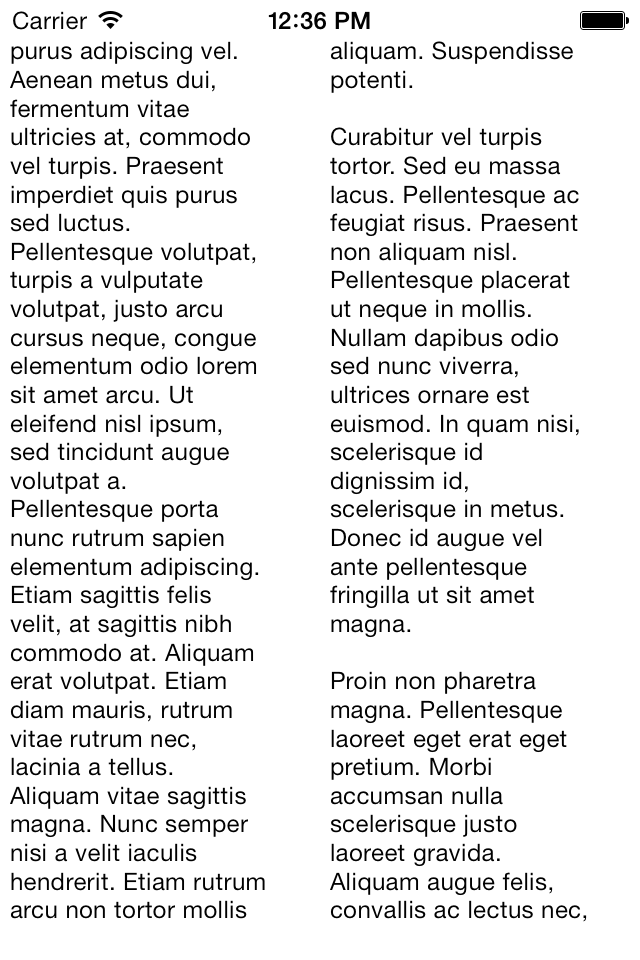 Carrier 12:36 PM
purus adipiscing vel.
Aenean metus dui,
fermentum vitae
ultricies at, commodo
vel turpis. Praesent
imperdiet quis purus
sed luctus.
Pellentesque volutpat,
turpis a vulputate
volutpat, justo arcu
cursus neque, congue
elementum odio lorem
sit amet arcu. Ut
eleifend nisl ipsum,
sed tincidunt augue
volutpat a.
Pellentesque porta
nunc rutrum sapien
elementum adipiscing.
Etiam sagittis felis
velit, at sagittis nibh
commodo at. Aliquam
erat volutpat. Etiam
diam mauris, rutrum
vitae rutrum nec,
lacinia a tellus.
Aliquam vitae sagittis
magna. Nunc semper
nisi a velit iaculis
hendrerit. Etiam rutrum
arcu non tortor mollis
aliquam. Suspendisse
potenti.
Curabitur vel turpis
tortor. Sed eu massa
lacus. Pellentesque ac
feugiat risus. Praesent
non aliquam nisl.
Pellentesque placerat
ut neque in mollis.
Nullam dapibus odio
sed nunc viverra,
ultrices ornare est
euismod. In quam nisi,
scelerisque id
dignissim id,
scelerisque in metus.
Donec id augue vel
ante pellentesque
fringilla ut sit amet
magna.
Proin non pharetra
magna. Pellentesque
laoreet eget erat eget
pretium. Morbi
accumsan nulla
scelerisque justo
laoreet gravida.
Aliquam augue felis,
convallis ac lectus nec,